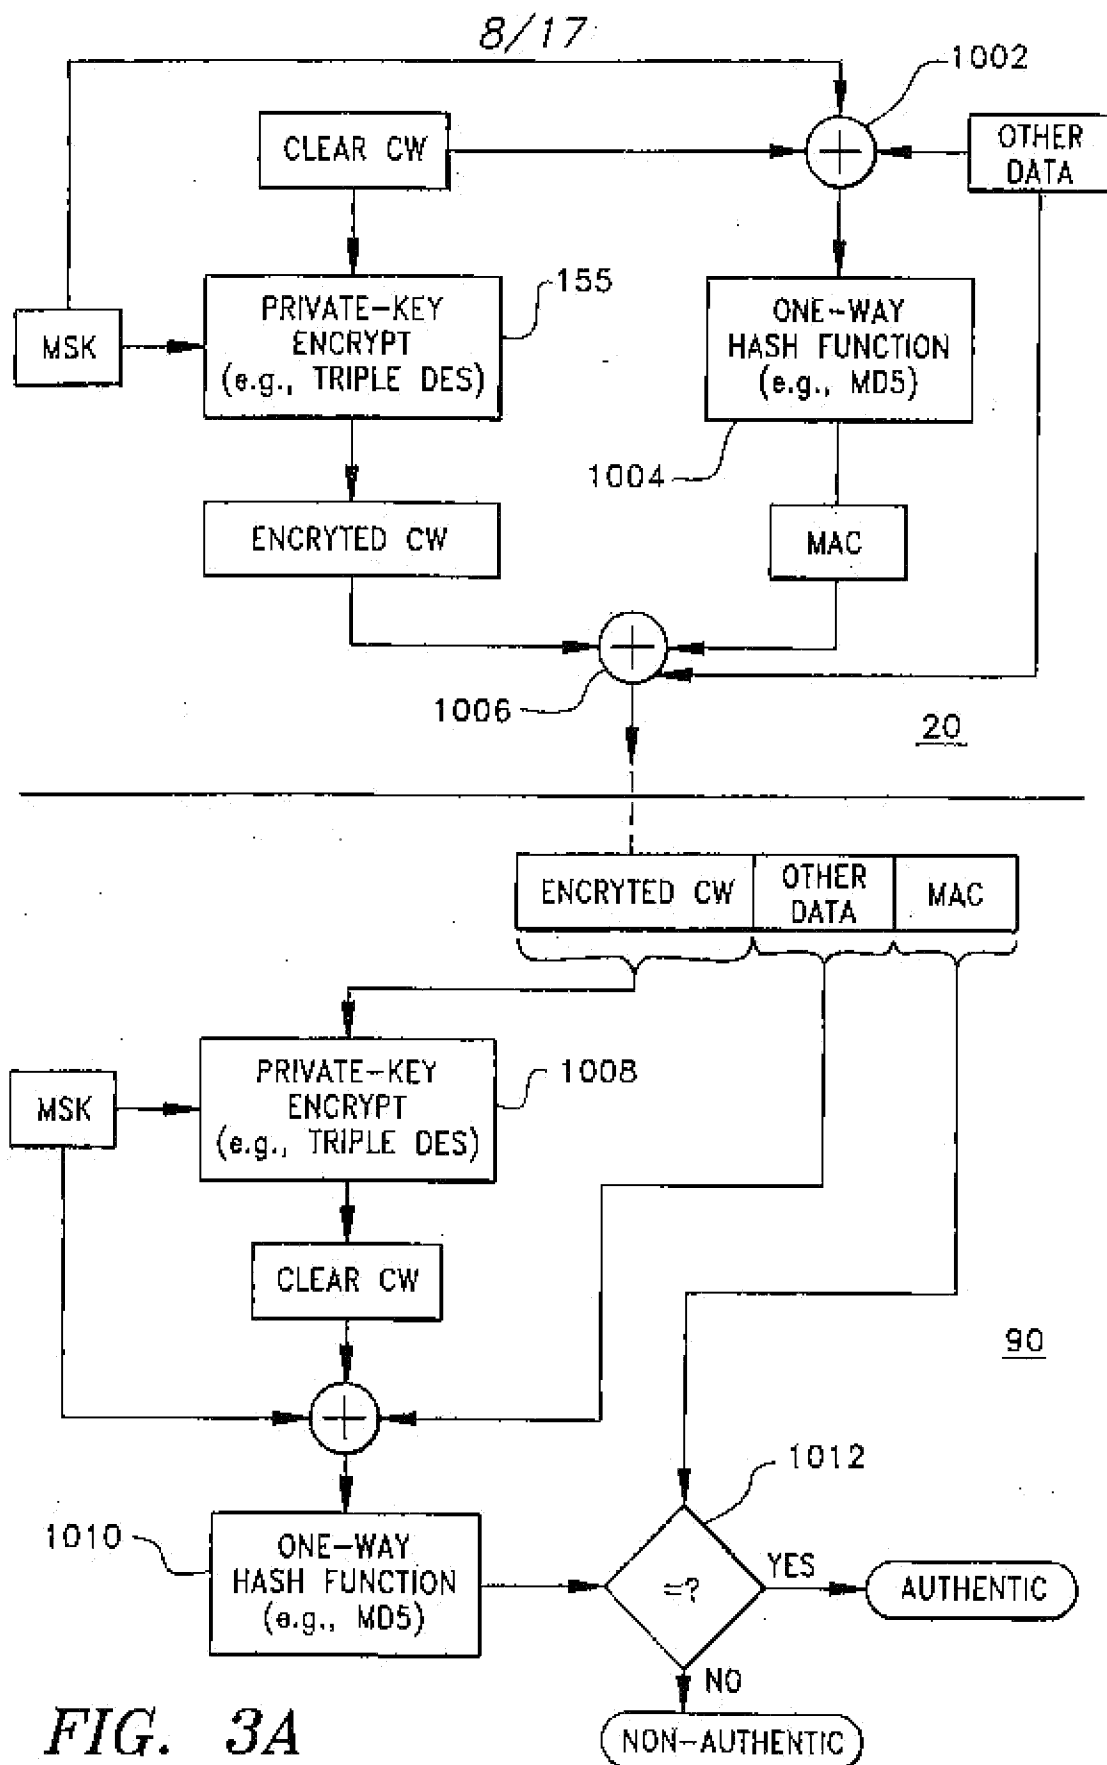 8/17
1002
CLEAR CW
OTHER
DATA
155
PRIVATE-KEY
ENCRYPT
(e.g., TRIPLE DES)
ONE-WAY
HASH FUNCTION
(e.g., MD5)
MSK
1004
ENCRYTED CW
MAC
1006
20
ENCRYTED CW
OTHER
DATA
MAC
1008
PRIVATE-KEY
ENCRYPT
(e.g., TRIPLE DES)
MSK
CLEAR CW
90
1012
1010
ONE-WAY
HASH FUNCTION
(e.g., MD5)
=?
YES
AUTHENTIC
NO
NON-AUTHENTIC
FIG. 3A